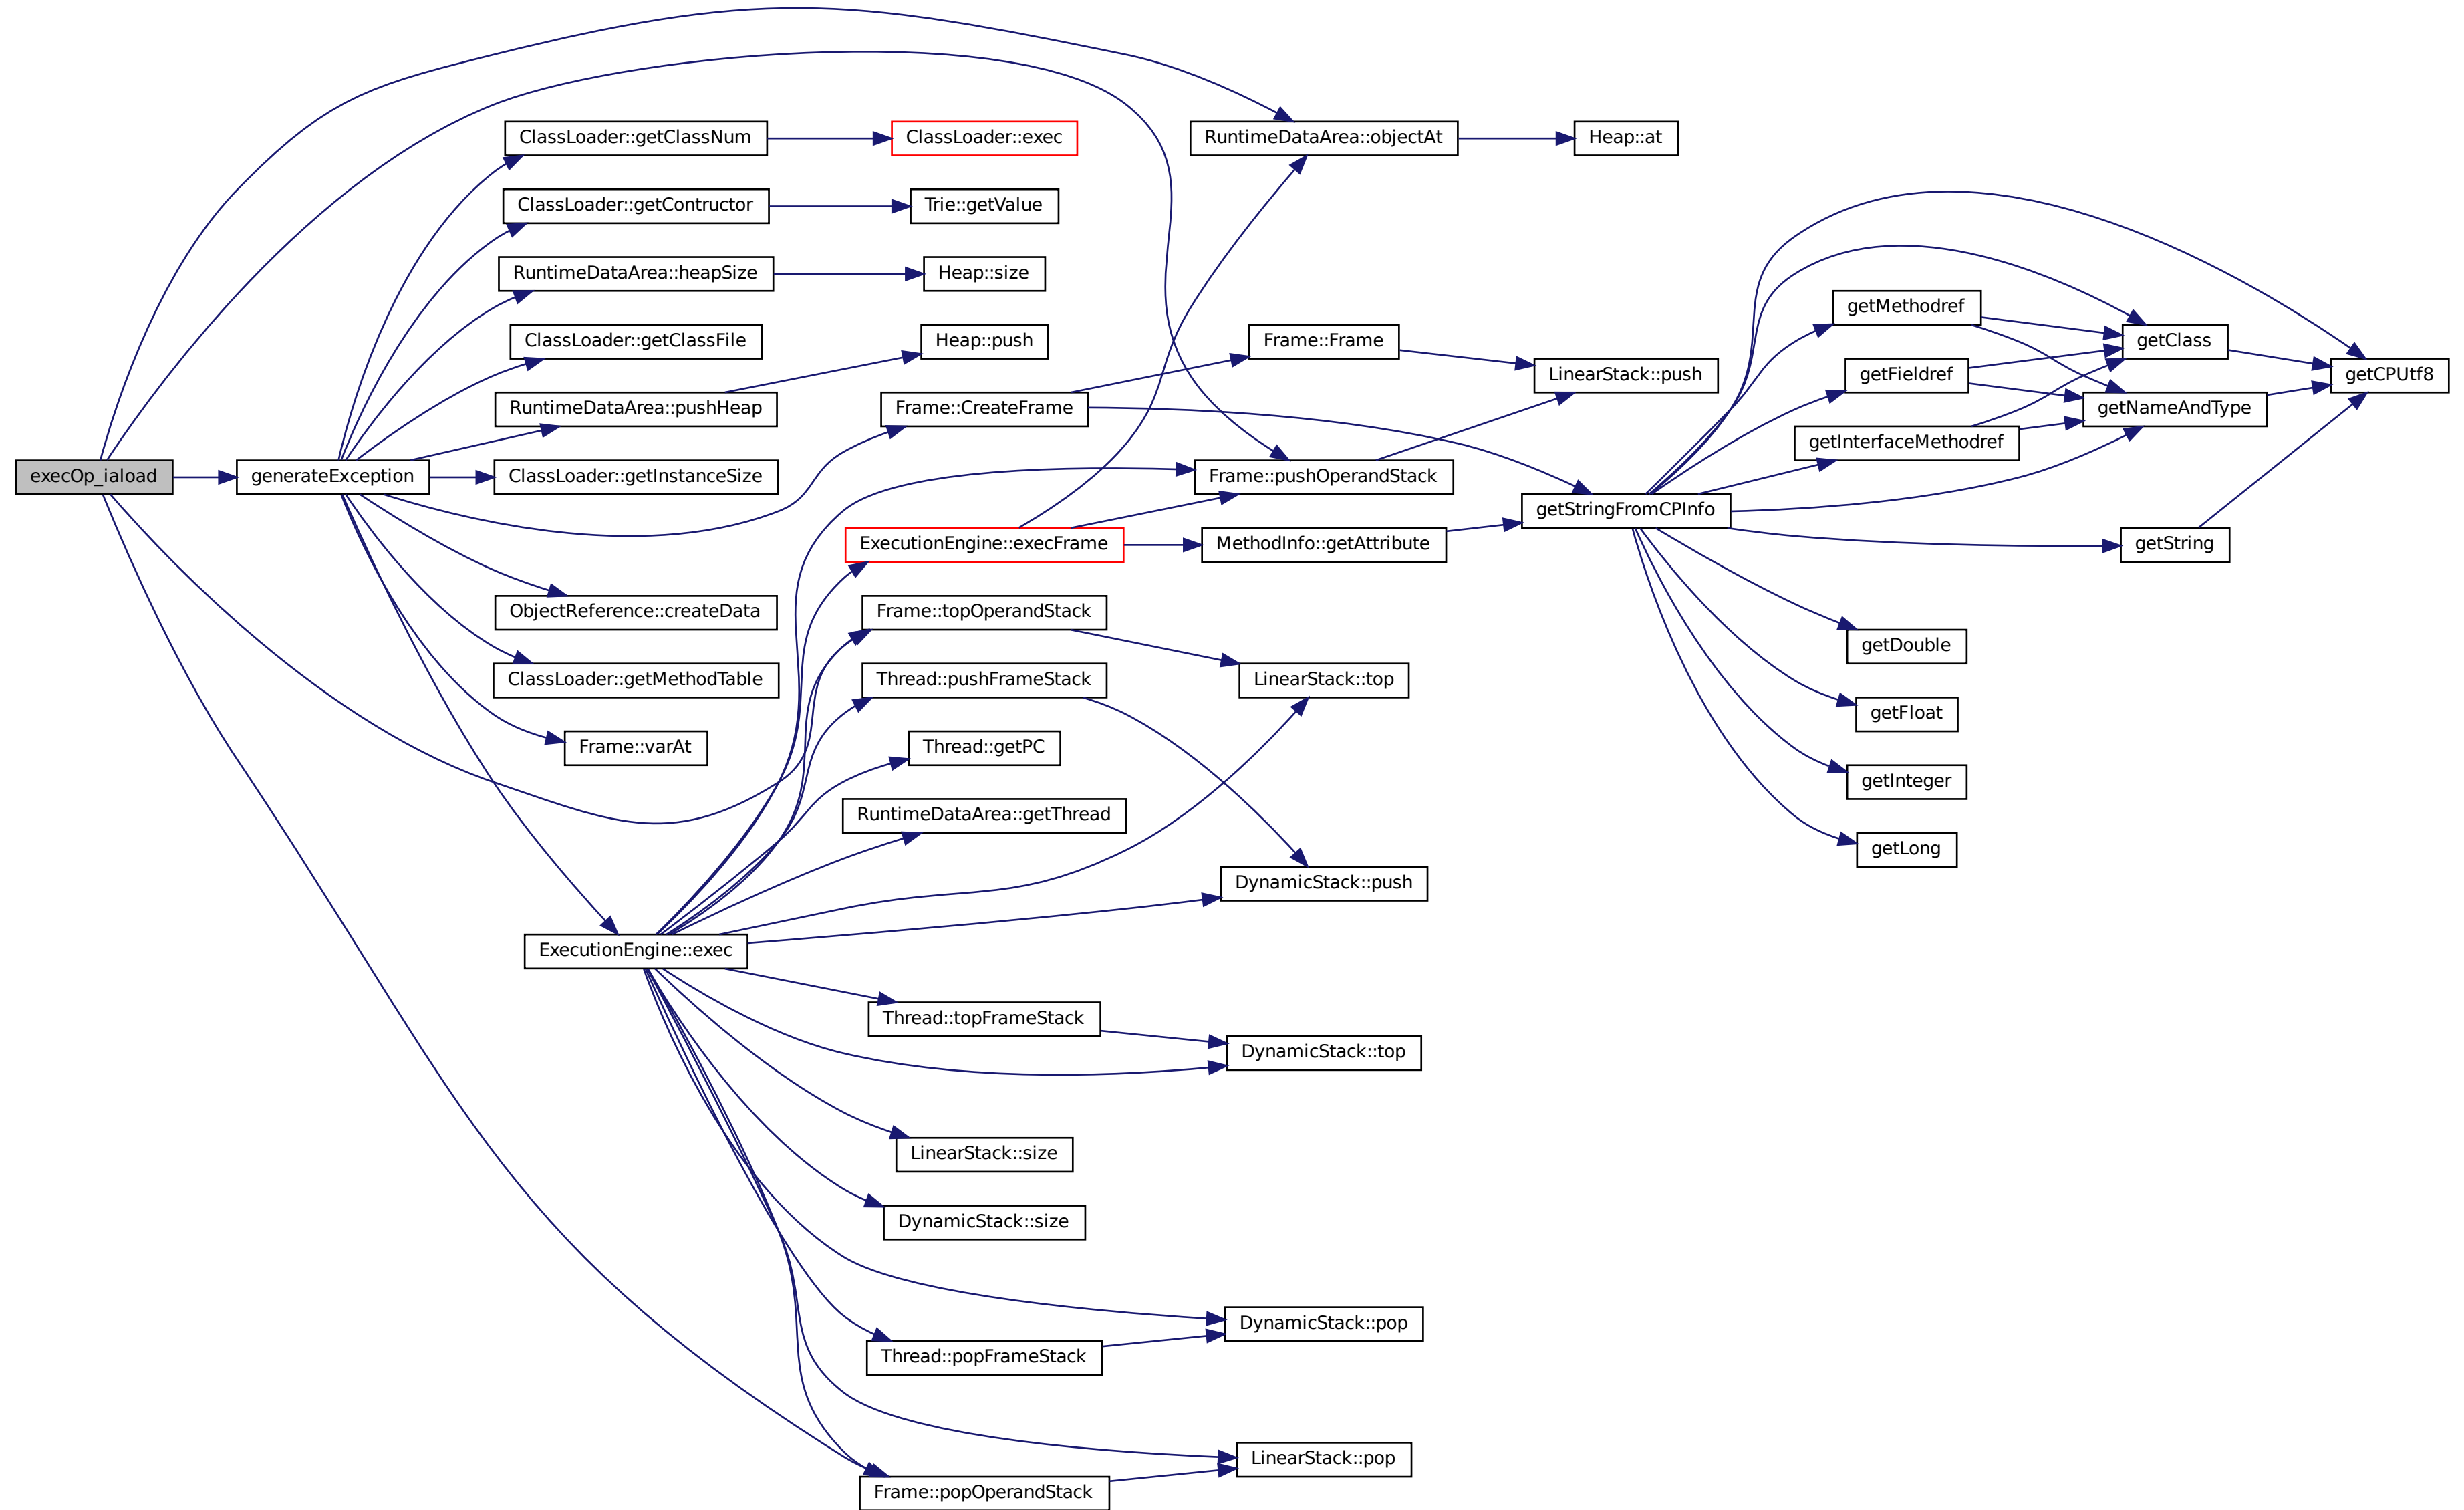 execOp_iaload
generateException
ClassLoader::getClassNum
ClassLoader::getContructor
RuntimeDataArea::heapSize
ClassLoader::getClassFile
RuntimeDataArea::pushHeap
ClassLoader::getInstanceSize
ObjectReference::createData
ClassLoader::getMethodTable
Frame::varAt
ExecutionEngine::exec
ClassLoader::exec
Trie::getValue
Heap::size
Heap::push
Frame::CreateFrame
ExecutionEngine::execFrame
Frame::topOperandStack
Thread::pushFrameStack
Thread::getPC
RuntimeDataArea::getThread
Thread::topFrameStack
LinearStack::size
DynamicStack::size
Thread::popFrameStack
Frame::popOperandStack
RuntimeDataArea::objectAt
Frame::Frame
Frame::pushOperandStack
MethodInfo::getAttribute
LinearStack::top
DynamicStack::push
DynamicStack::top
DynamicStack::pop
LinearStack::pop
Heap::at
LinearStack::push
getStringFromCPInfo
getMethodref
getFieldref
getInterfaceMethodref
getDouble
getFloat
getInteger
getLong
getClass
getNameAndType
getString
getCPUtf8